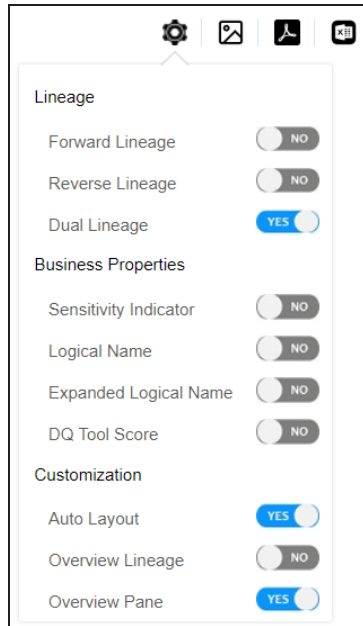 Lineage
Forward Lineage NO
Reverse Lineage NO
Dual Lineage YES
Business Properties
Sensitivity Indicator NO
Logical Name NO
Expanded Logical Name NO
DQ Tool Score NO
Customization
Auto Layout YES
Overview Lineage NO
Overview Pane YES